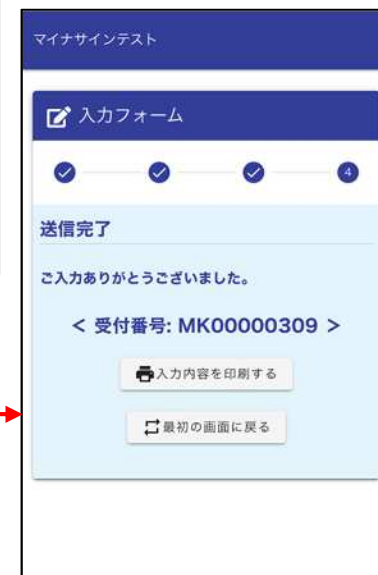 マイナサインテスト
入力フォーム
4
送信完了
ご入力ありがとうございました。
< 受付番号: MK00000309 >
入力内容を印刷する
最初の画面に戻る